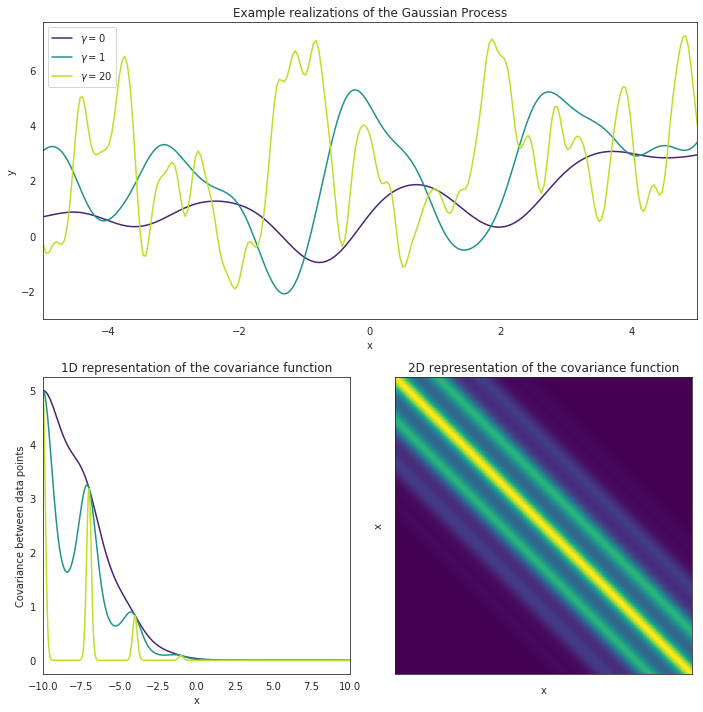 Example realizations of the Gaussian Process
γ = 0
γ = 1
γ = 20
6
4
2
0
−2
y
−4
−2
0
2
4
x
1D representation of the covariance function
5
4
3
2
1
0
Covariance between data points
−10.0
−7.5
−5.0
−2.5
0.0
2.5
5.0
7.5
10.0
x
2D representation of the covariance function
x
x